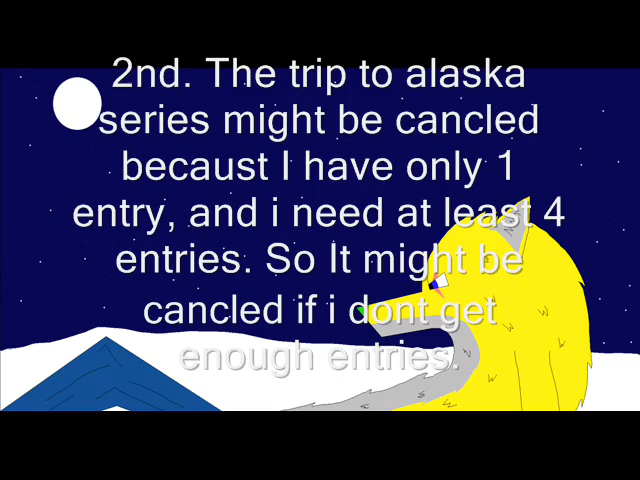 2nd. The trip to alaska
series might be cancled
becaust I have only 1
entry, and i need at least 4
entries. So It might be
cancled if i dont get
enough entries.